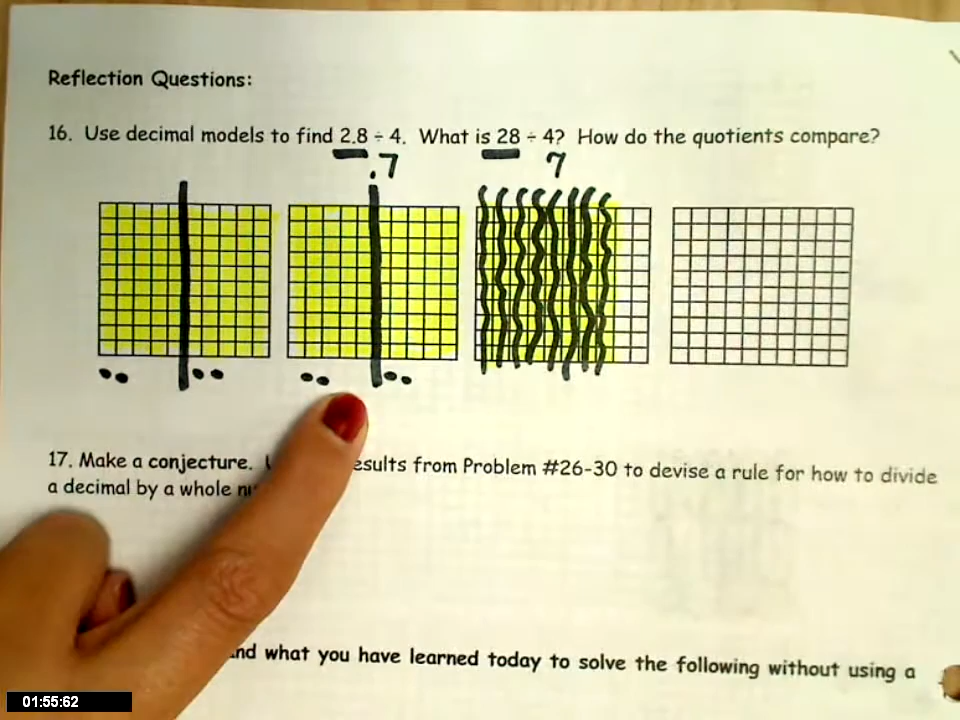 Reflection Questions:
16. Use decimal models to find 2.8 ÷ 4. What is 28 ÷ 4? How do the quotients compare?
.7 7
17. Make a conjecture. results from Problem #26-30 to devise a rule for how to divide
a decimal by a whole
and what you have learned today to solve the following without using a
01:55:62